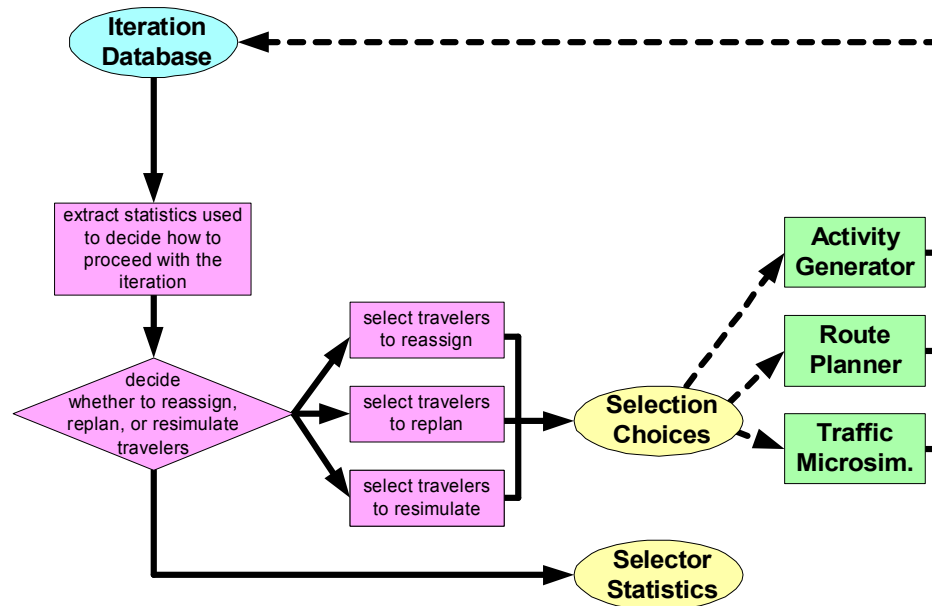 Iteration
Database
extract statistics used
to decide how to
proceed with the
iteration
decide
whether to reassign,
replan, or resimulate
travelers
select travelers
to reassign
select travelers
to replan
select travelers
to resimulate
Selection
Choices
Selector
Statistics
Activity
Generator
Route
Planner
Traffic
Microsim.